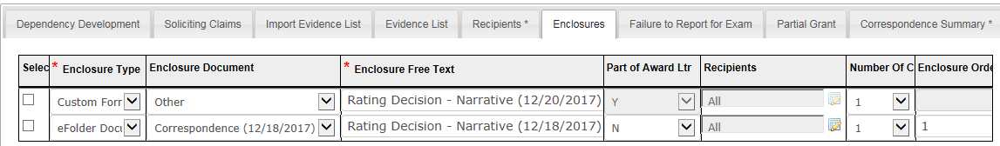 Dependency Development Soliciting Claims Import Evidence List Evidence List Recipients * Enclosures Failure to Report for Exam Partial Grant Correspondence Summary *
Selec * Enclosure Type Enclosure Document * Enclosure Free Text Part of Award Ltr Recipients Number Of C Enclosure Orde
Custom Forr Other Rating Decision - Narrative (12/20/2017) Y All 1
eFolder Docu Correspondence (12/18/2017) Rating Decision - Narrative (12/18/2017) N All 1 1